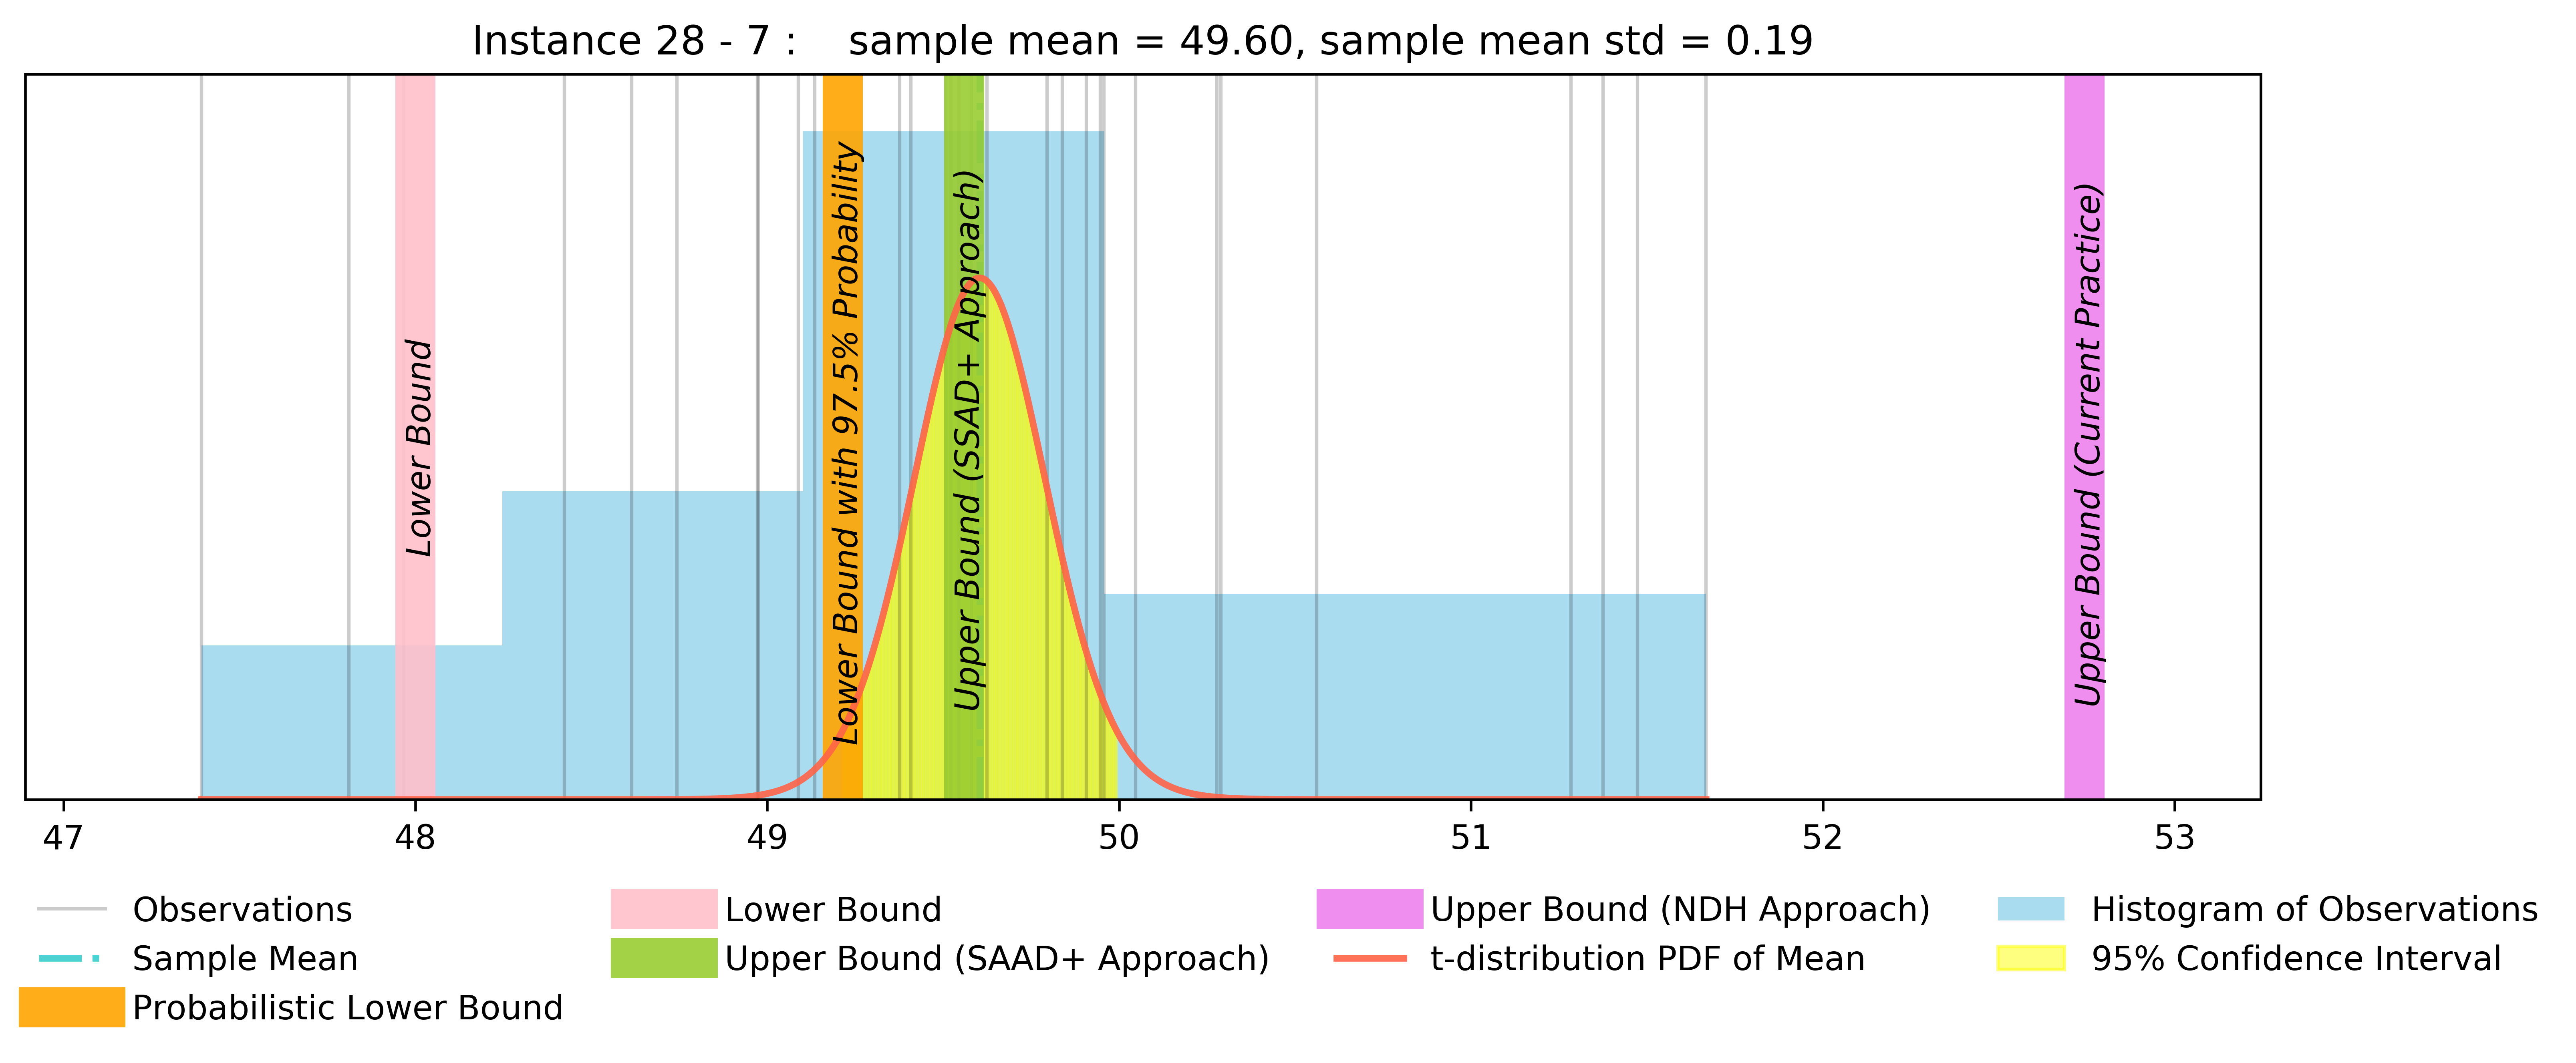 Instance 28 - 7 :    sample mean = 49.60, sample mean std = 0.19
Lower Bound
Lower Bound with 97.5% Probability
Upper Bound (SSAD+ Approach)
Upper Bound (Current Practice)
47 48 49 50 51 52 53
Observations
Sample Mean
Probabilistic Lower Bound
Lower Bound
Upper Bound (SAAD+ Approach)
Upper Bound (NDH Approach)
t-distribution PDF of Mean
Histogram of Observations
95% Confidence Interval